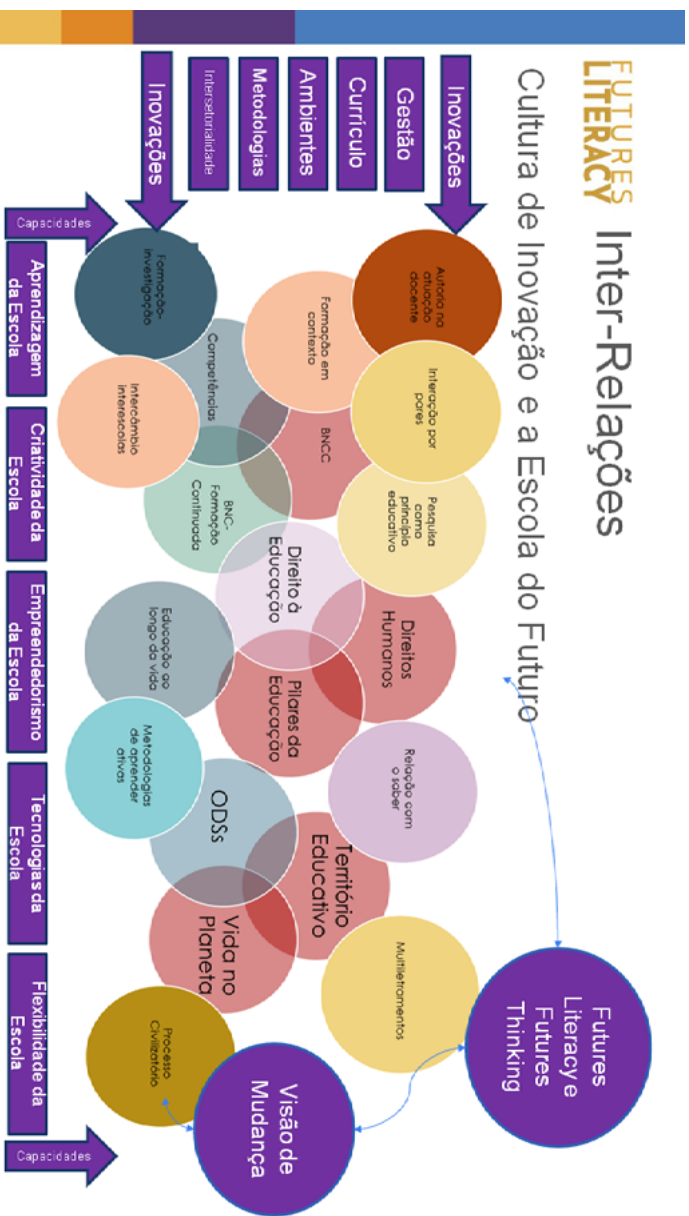 FUTURES
LITERACY
Inter-Relações
Cultura de Inovação e a Escola do Futuro
Inovações
Gestão
Currículo
Ambientes
Metodologias
Intersetorialidade
Inovações
Autoria na
atuação
docente
Interação por
pares
Pesquisa
como
princípio
educativo
Direitos
Humanos
Relação com
o saber
Multiletramentos
Futures
Literacy e
Futures
Thinking
Formação em
contexto
BNCC
Direito à
Educação
Pilares da
Educação
Território
Educativo
Visão de
Mudança
Formação-
investigação
Competências
Intercâmbio
interescolas
BNC-
Formação
Continuada
Educação ao
longo da vida
Metodologias
de aprender
ativas
ODSs
Vida no
Planeta
Processo
Civilizatório
Capacidades
Aprendizagem
da Escola
Criatividade da
Escola
Empreendedorismo
da Escola
Tecnologias da
Escola
Flexibilidade da
Escola
Capacidades